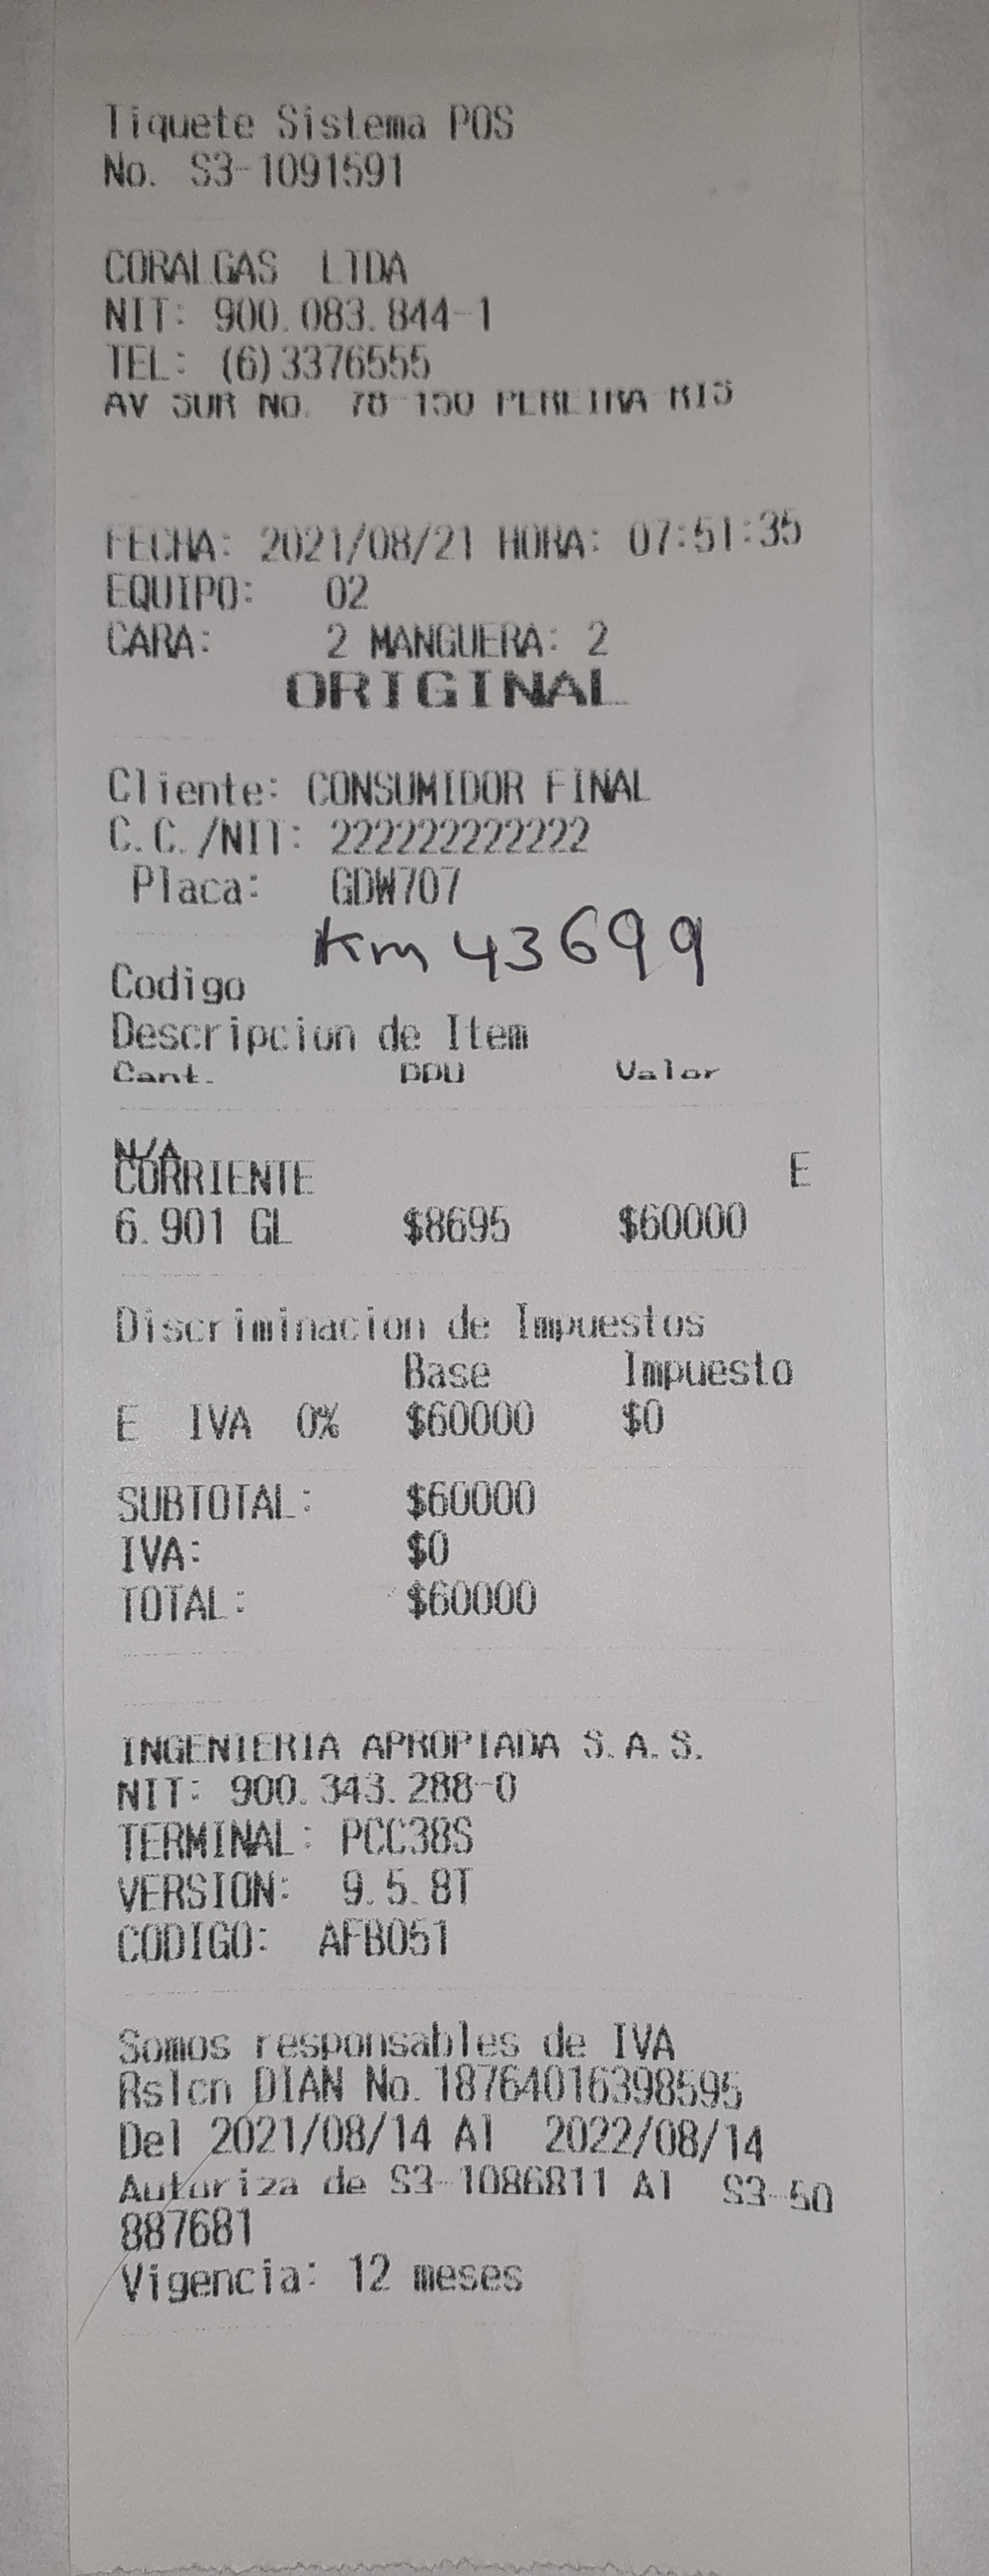 Tiquete Sistema POS
No. S3-1091591
CORALGAS LTDA
NIT: 900.083.844-1
TEL: (6)3376555
AV SUR No. 78-150 PEREIRA RIS
FECHA: 2021/08/21 HORA: 07:51:35
EQUIPO: 02
CARA: 2 MANGUERA: 2
ORIGINAL
Cliente: CONSUMIDOR FINAL
C.C./NIT: 222222222222
Placa: GDW707
Km 43699
Codigo
Descripcion de Item
Cant. PPU Valor
N/A
CORRIENTE E
6.901 GL $8695 $60000
Discriminacion de Impuestos
Base Impuesto
E IVA 0% $60000 $0
SUBTOTAL: $60000
IVA: $0
TOTAL: $60000
INGENIERIA APROPIADA S.A.S.
NIT: 900.343.288-0
TERMINAL: PCC38S
VERSION: 9.5.8T
CODIGO: AFB051
Somos responsables de IVA
Rslcn DIAN No.18764016398595
Del 2021/08/14 Al 2022/08/14
Autoriza de S3-1086811 Al S3-50
887681
Vigencia: 12 meses